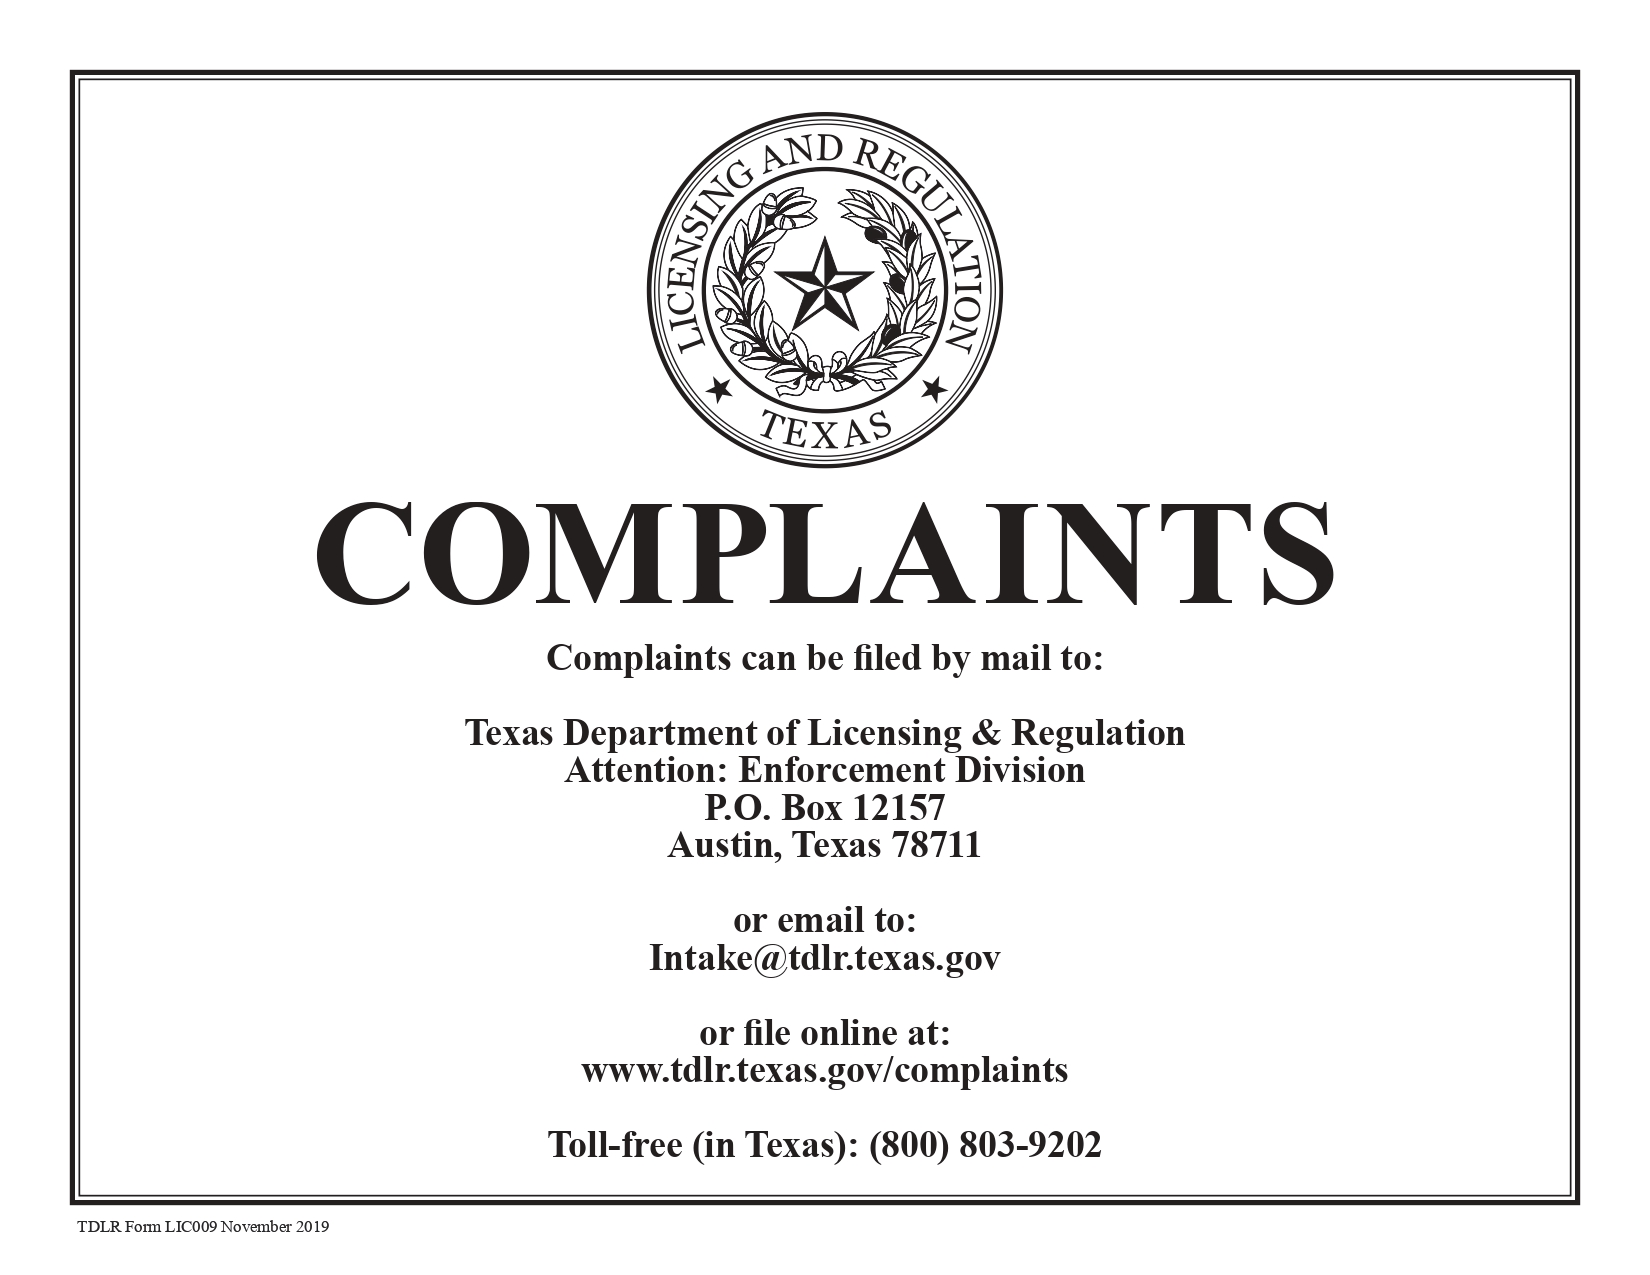 LICENSING AND REGULATION
TEXAS
COMPLAINTS
Complaints can be filed by mail to:
Texas Department of Licensing & Regulation
Attention: Enforcement Division
P.O. Box 12157
Austin, Texas 78711
or email to:
Intake@tdlr.texas.gov
or file online at:
www.tdlr.texas.gov/complaints
Toll-free (in Texas): (800) 803-9202
TDLR Form LIC009 November 2019